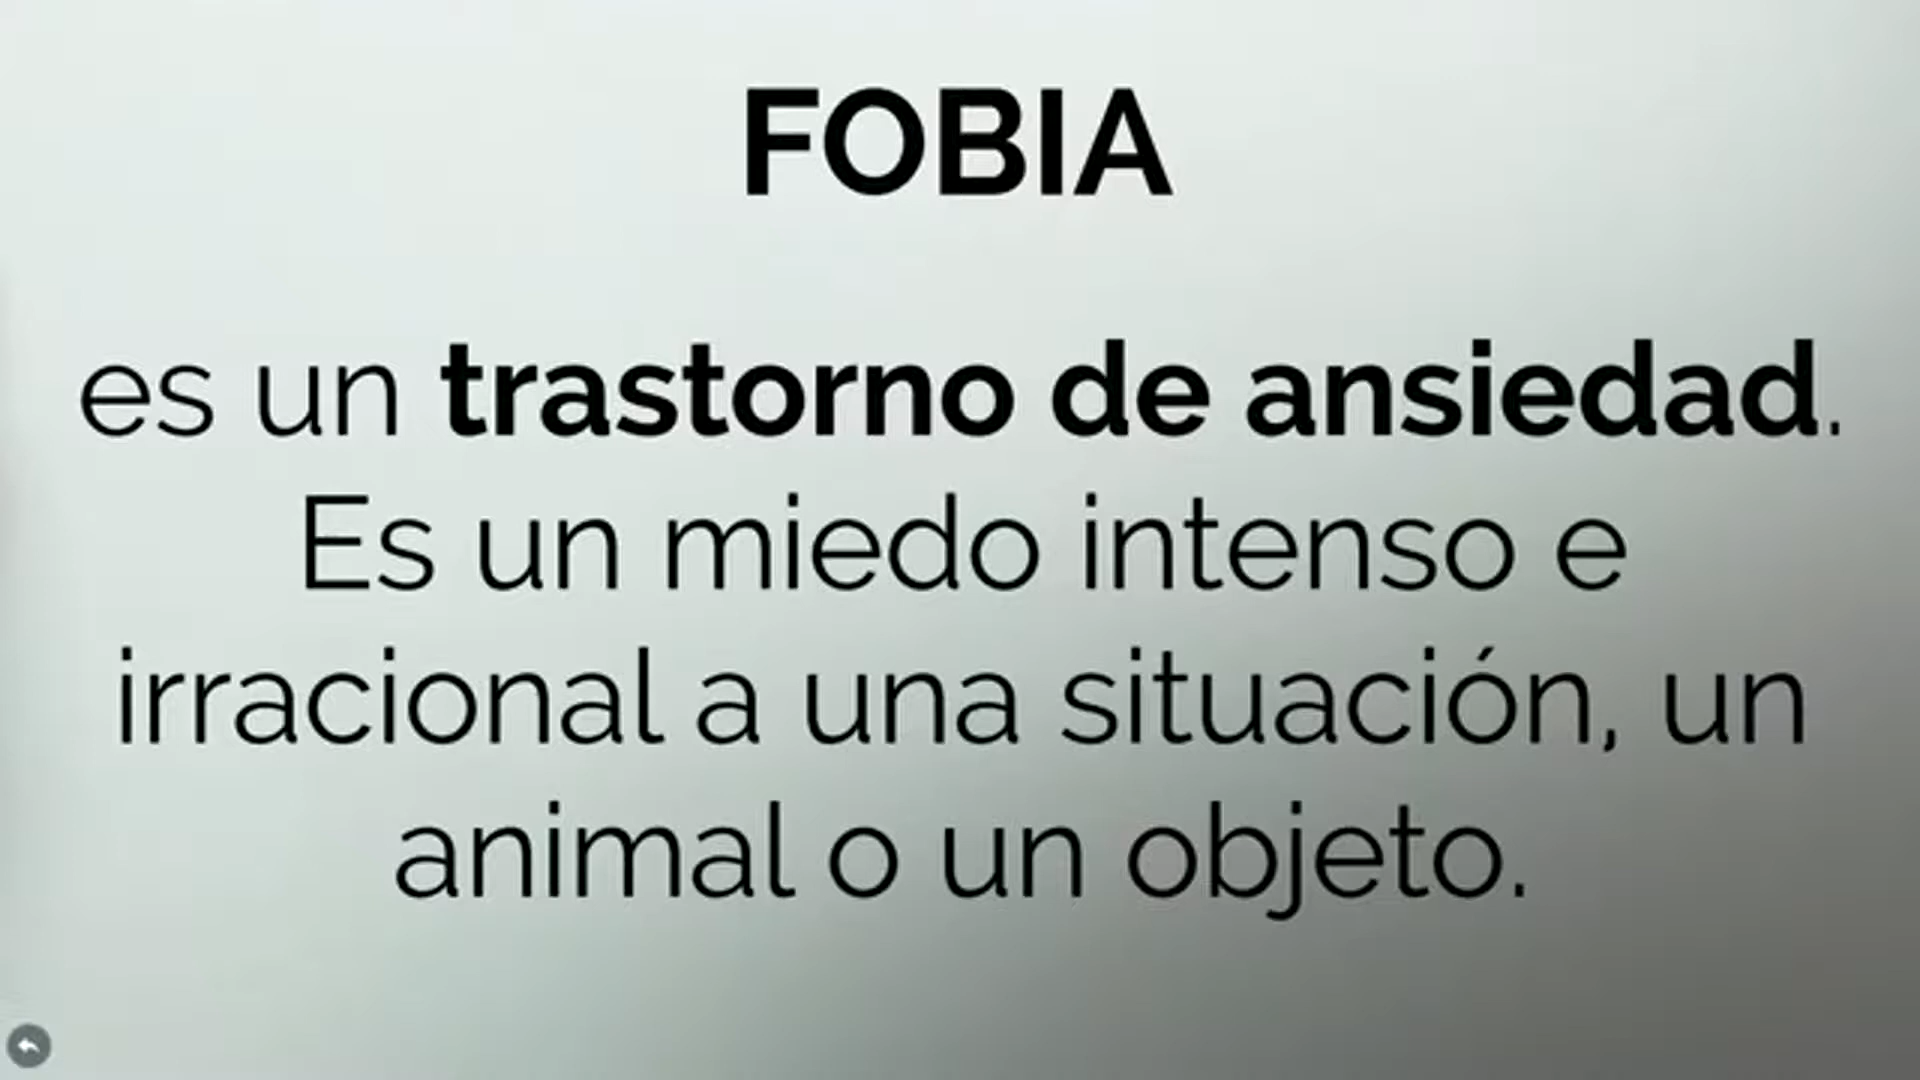 FOBIA
es un trastorno de ansiedad.
Es un miedo intenso e
irracional a una situación, un
animal o un objeto.